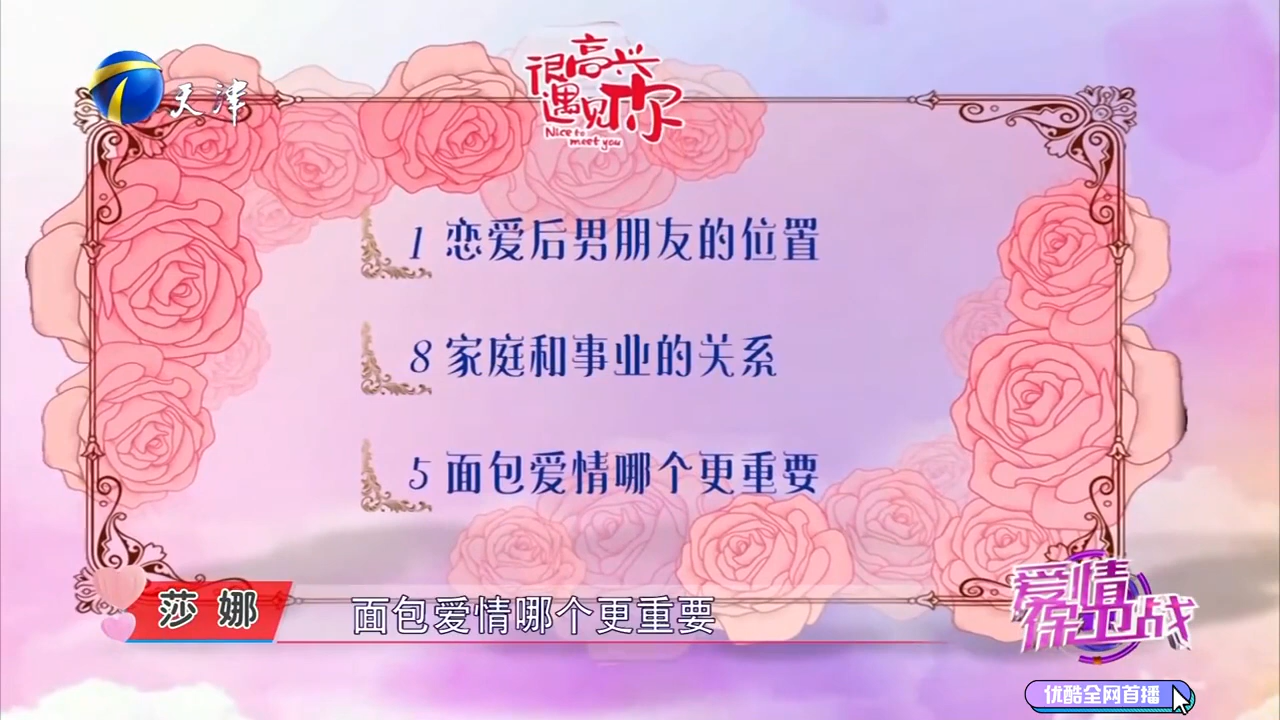 天津
很高兴
遇见你
Nice to
meet you
1 恋爱后男朋友的位置
8 家庭和事业的关系
5 面包爱情哪个更重要
莎娜
面包爱情哪个更重要
爱情
保卫战
优酷全网首播